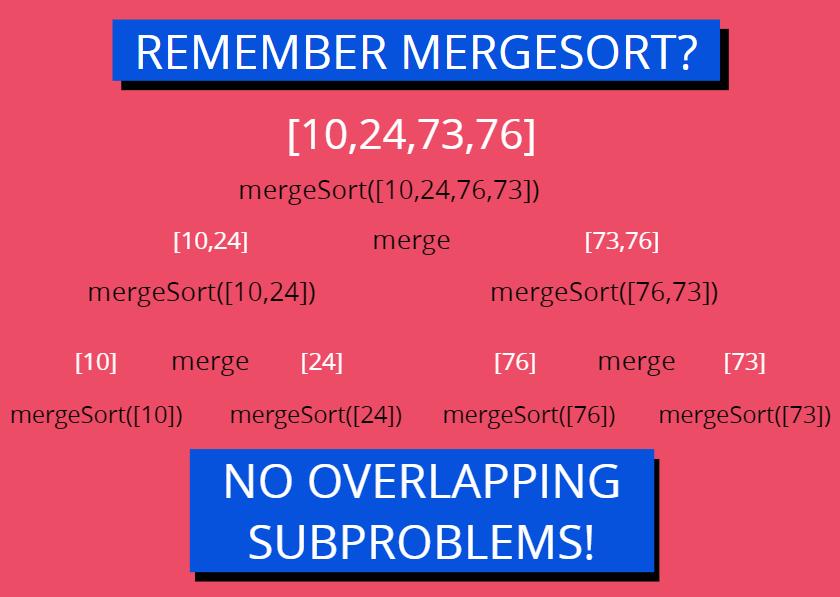 REMEMBER MERGESORT?
[10,24,73,76]
mergeSort([10,24,76,73])
[10,24] merge [73,76]
mergeSort([10,24]) mergeSort([76,73])
[10] merge [24] [76] merge [73]
mergeSort([10]) mergeSort([24]) mergeSort([76]) mergeSort([73])
NO OVERLAPPING
SUBPROBLEMS!